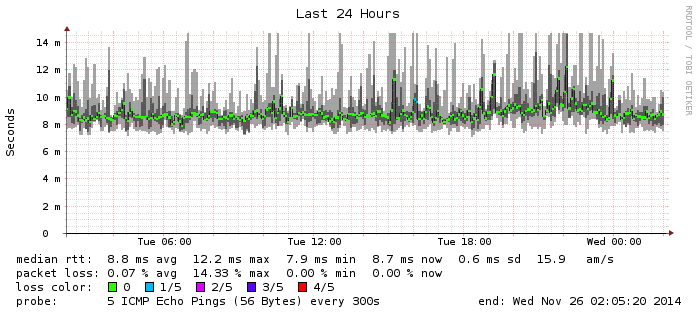 Last 24 Hours
RRDTOOL / TOBI OETIKER
Seconds
14 m
12 m
10 m
8 m
6 m
4 m
2 m
0
Tue 06:00 Tue 12:00 Tue 18:00 Wed 00:00
median rtt: 8.8 ms avg 12.2 ms max 7.9 ms min 8.7 ms now 0.6 ms sd 15.9 am/s
packet loss: 0.07 % avg 14.33 % max 0.00 % min 0.00 % now
loss color: 0 1/5 2/5 3/5 4/5
probe: 5 ICMP Echo Pings (56 Bytes) every 300s end: Wed Nov 26 02:05:20 2014